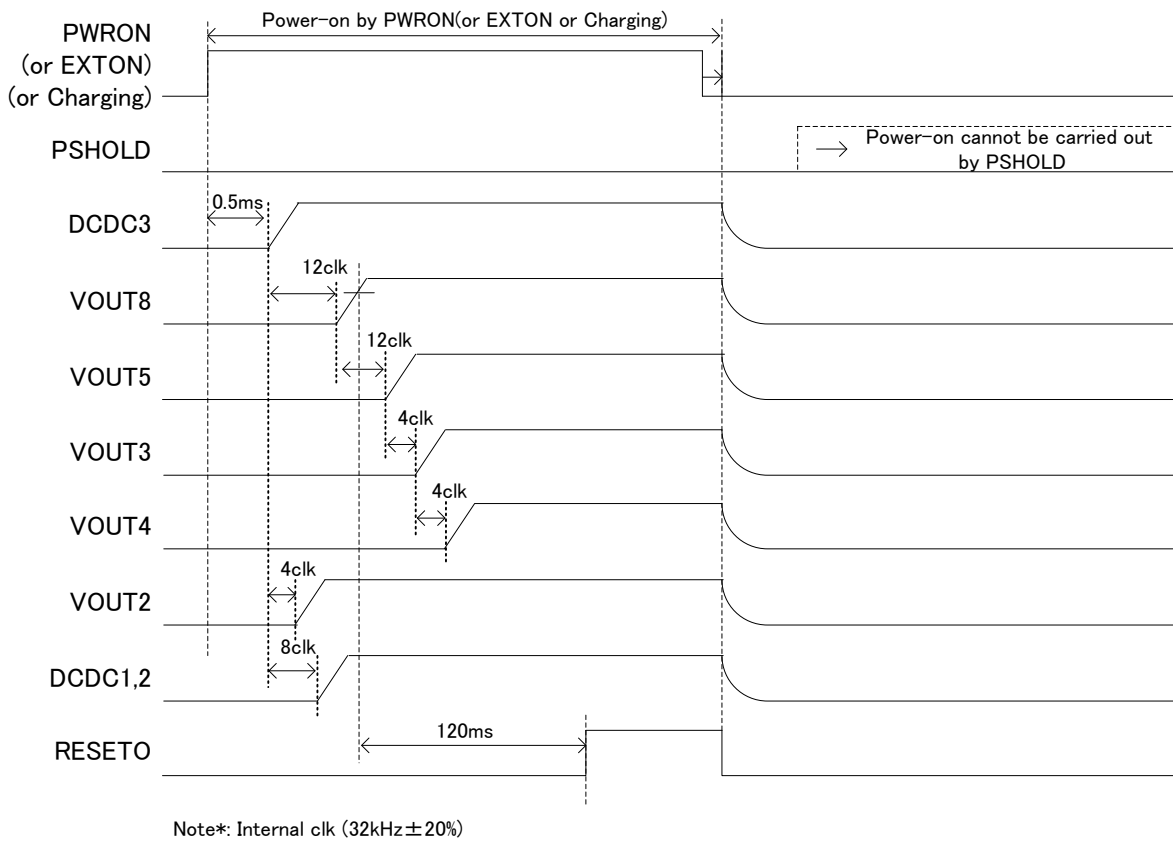 Power-on by PWRON(or EXTON or Charging)
PWRON
(or EXTON)
(or Charging)
PSHOLD
Power-on cannot be carried out
by PSHOLD
0.5ms
DCDC3
12clk
VOUT8
12clk
VOUT5
4clk
VOUT3
4clk
VOUT4
4clk
VOUT2
8clk
DCDC1,2
120ms
RESETO
Note*: Internal clk (32kHz±20%)